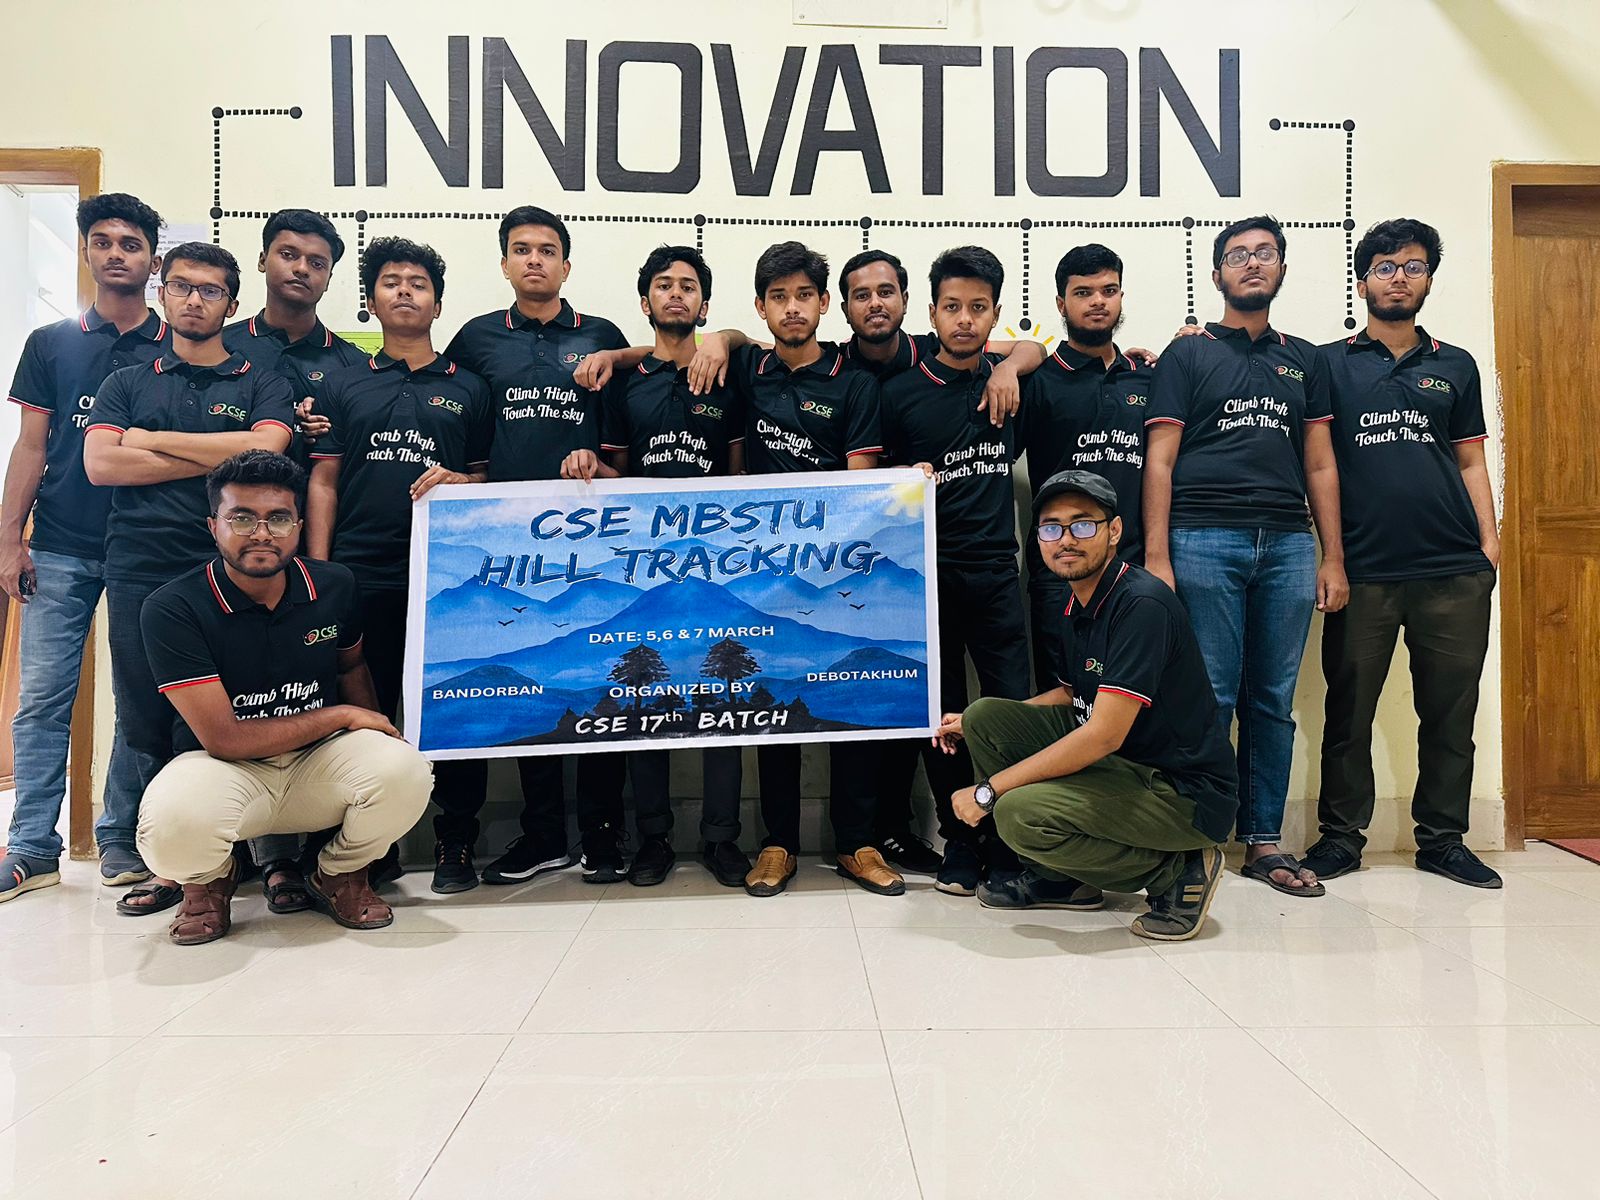 INNOVATION
CSE
Climb High
Touch The sky
CSE MBSTU
HILL TRACKING
DATE: 5,6 & 7 MARCH
BANDORBAN
DEBOTAKHUM
ORGANIZED BY
CSE 17th BATCH